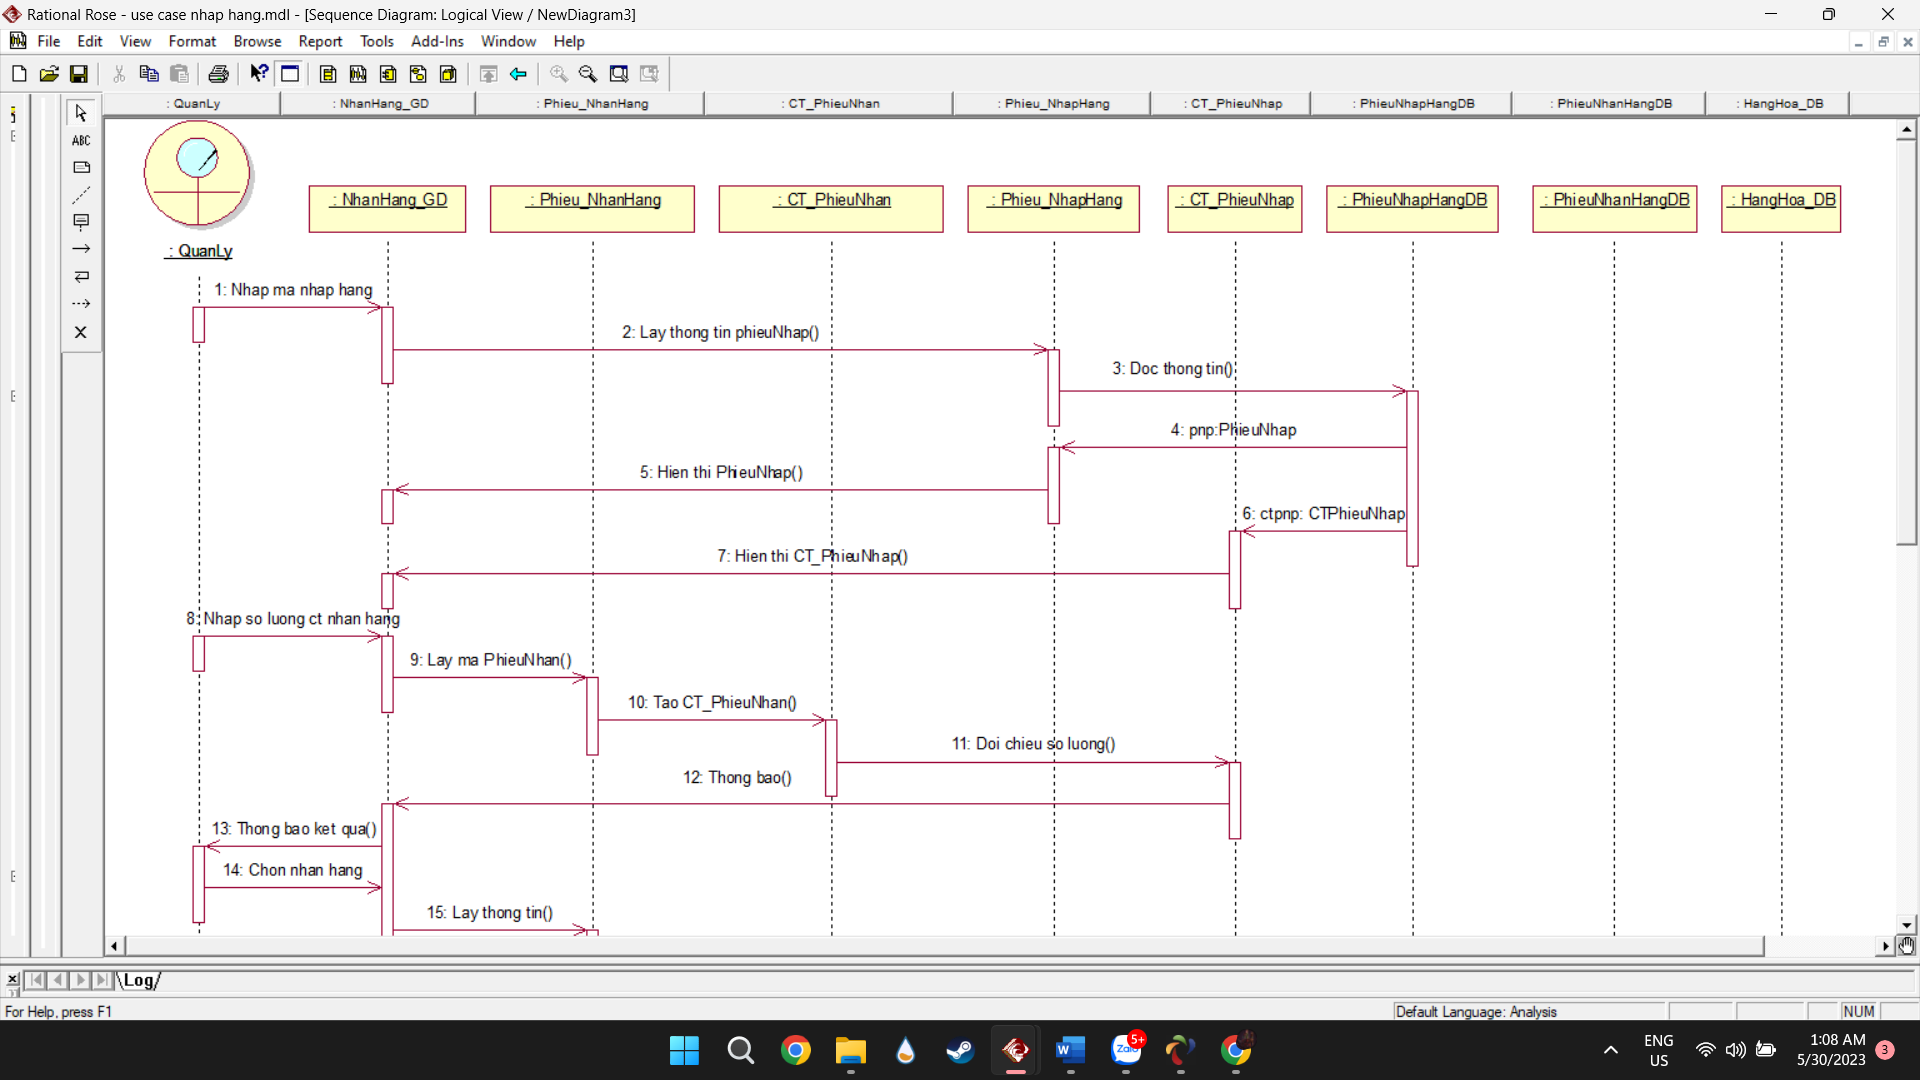 Rational Rose - use case nhap hang.mdl - [Sequence Diagram: Logical View / NewDiagram3]
File Edit View Format Browse Report Tools Add-Ins Window Help
: QuanLy : NhanHang_GD : Phieu_NhanHang : CT_PhieuNhan : Phieu_NhapHang : CT_PhieuNhap : PhieuNhapHangDB : PhieuNhanHangDB : HangHoa_DB
ABC
: NhanHang_GD : Phieu_NhanHang : CT_PhieuNhan : Phieu_NhapHang : CT_PhieuNhap : PhieuNhapHangDB : PhieuNhanHangDB : HangHoa_DB
: QuanLy
1: Nhap ma nhap hang
2: Lay thong tin phieuNhap()
3: Doc thong tin()
4: pnp:PhieuNhap
5: Hien thi PhieuNhap()
6: ctpnp: CTPhieuNhap
7: Hien thi CT_PhieuNhap()
8: Nhap so luong ct nhan hang
9: Lay ma PhieuNhan()
10: Tao CT_PhieuNhan()
11: Doi chieu so luong()
12: Thong bao()
13: Thong bao ket qua()
14: Chon nhan hang
15: Lay thong tin()
Log
For Help, press F1
Default Language: Analysis
NUM
W
Zalo
5+
ENG
US
1:08 AM
5/30/2023
3